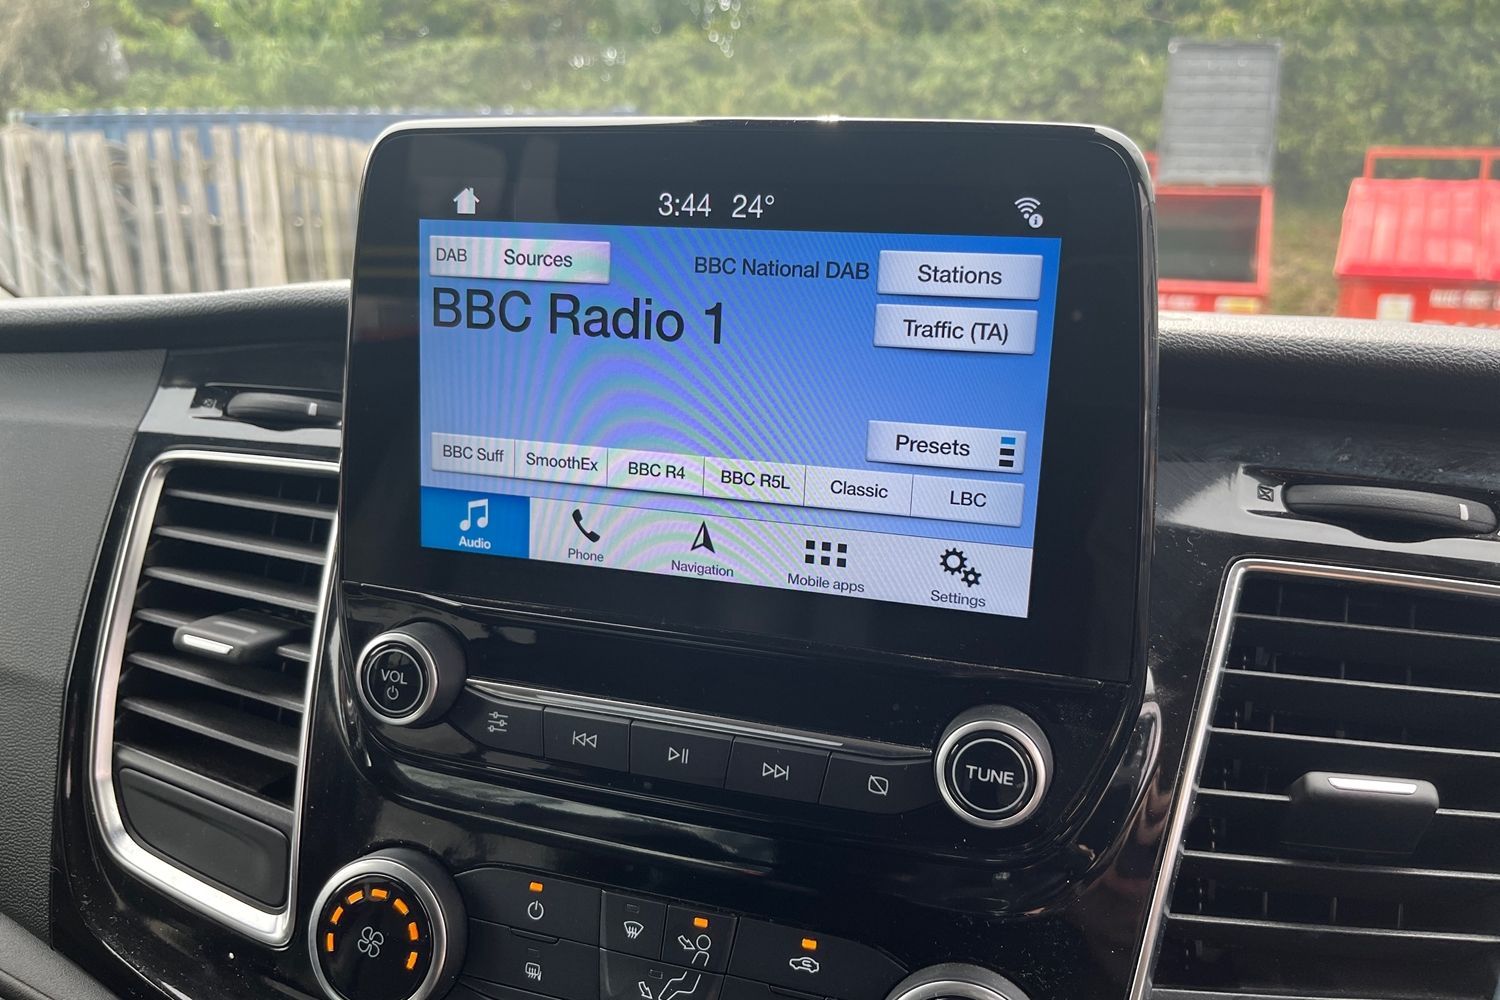 3:44 24°
DAB Sources
BBC National DAB
Stations
BBC Radio 1
Traffic (TA)
Presets
BBC Suff
SmoothEx
BBC R4
BBC R5L
Classic
LBC
Audio
Phone
Navigation
Mobile apps
Settings
VOL
TUNE